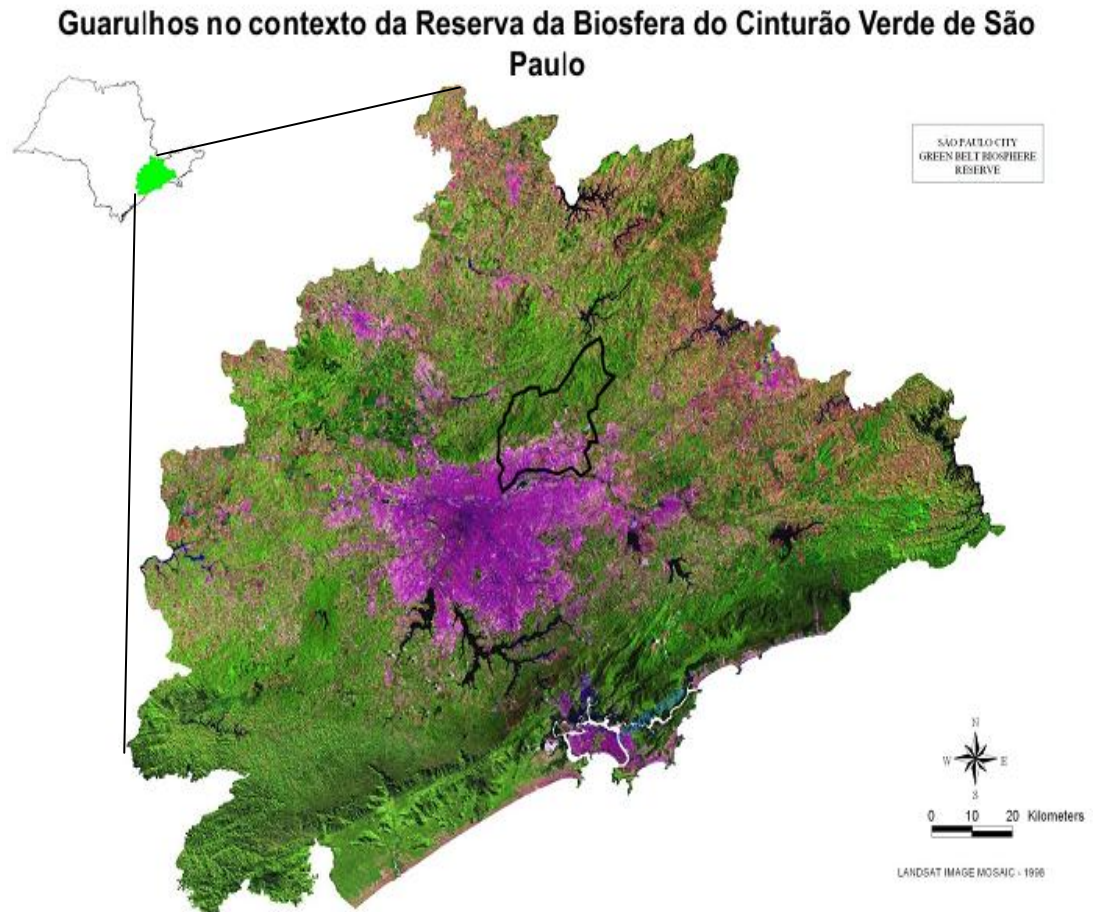 Guarulhos no contexto da Reserva da Biosfera do Cinturão Verde de São
Paulo
SÃO PAULO CITY
GREEN BELT BIOSPHERE
RESERVE
N
W E
S
0 10 20 Kilometers
LANDSAT IMAGE MOSAIC - 1998